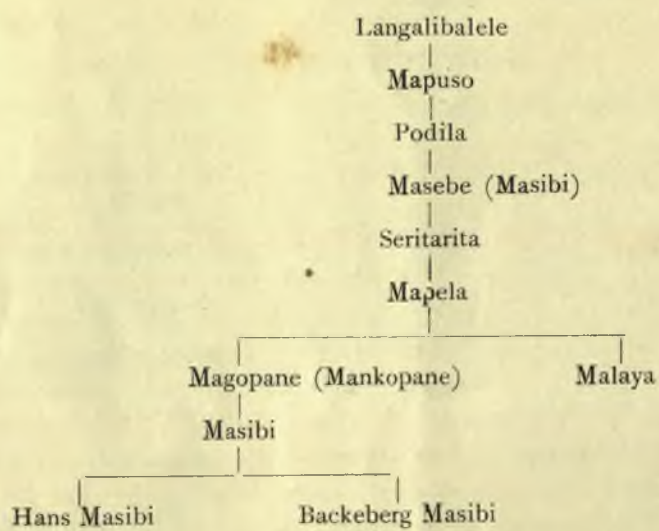 Langalibalele
Mapuso
Podila
Masebe (Masibi)
Seritarita
Mapela
Magopane (Mankopane) Malaya
Masibi
Hans Masibi Backeberg Masibi